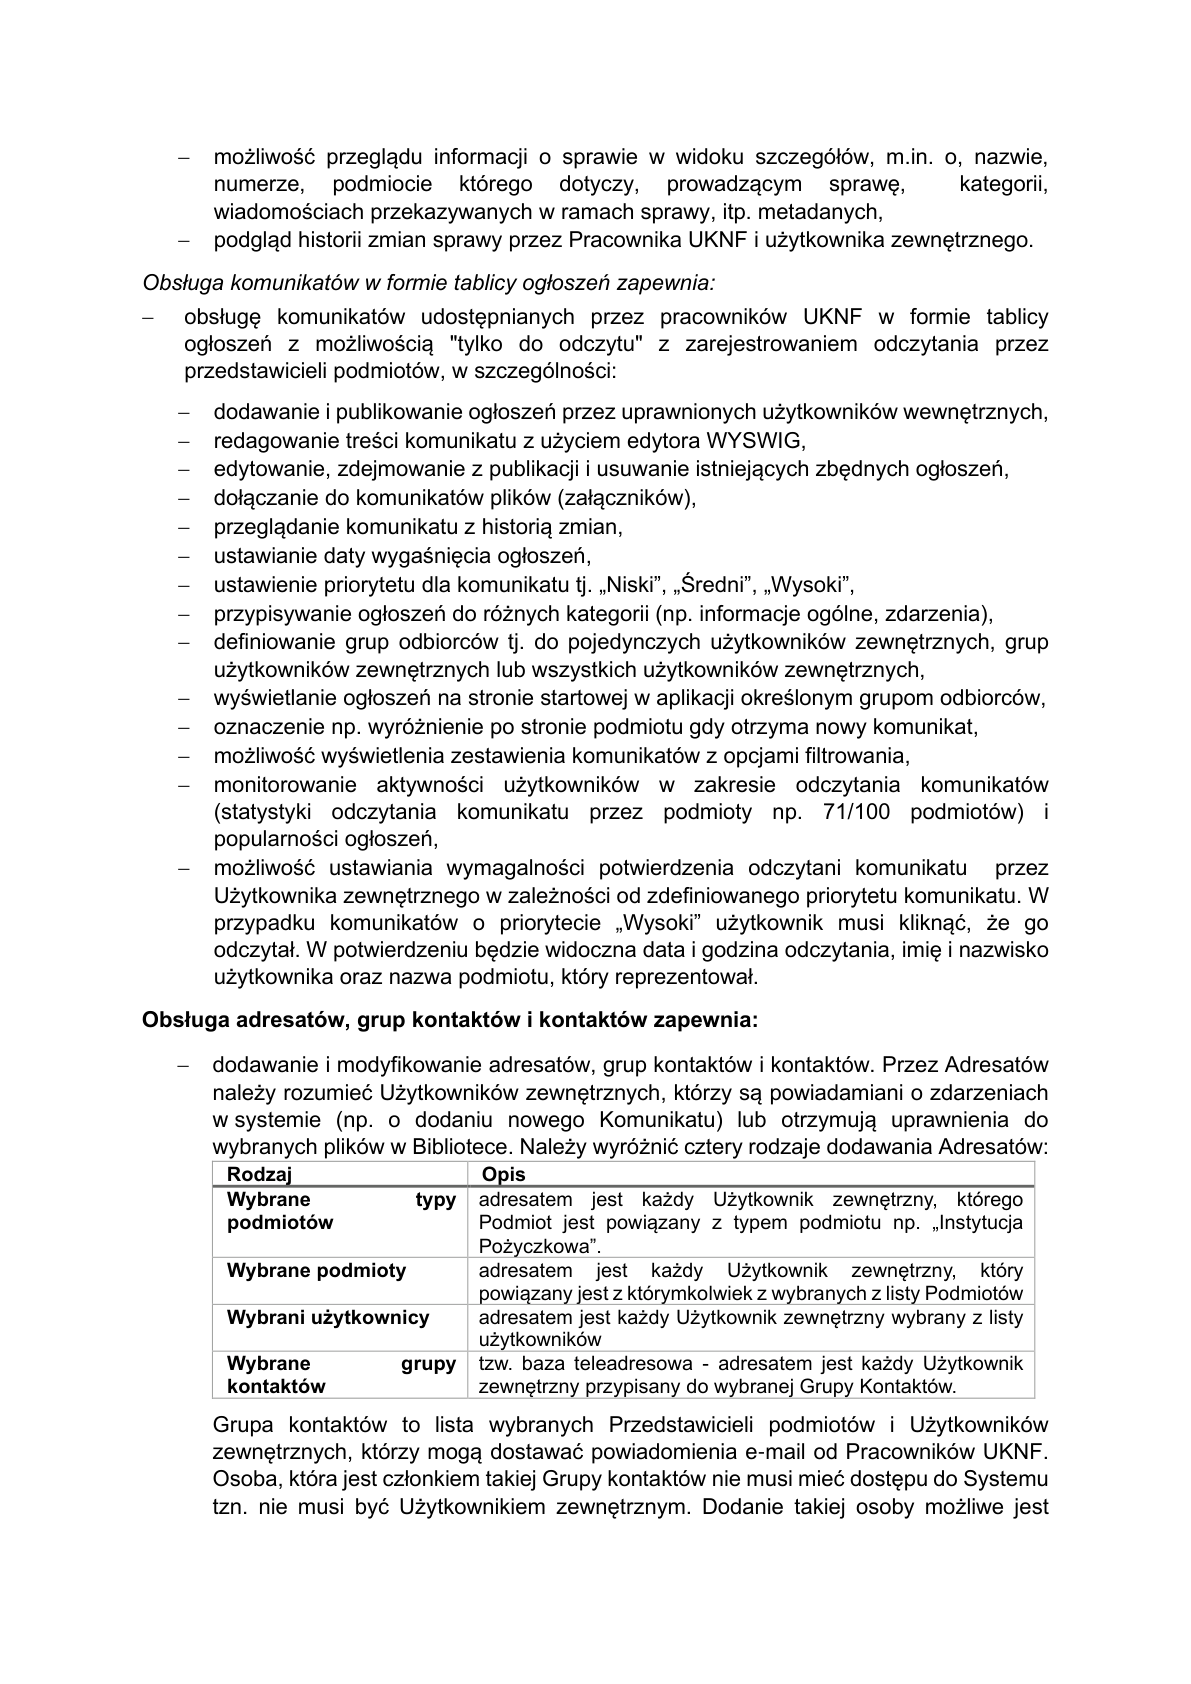 – możliwość przeglądu informacji o sprawie w widoku szczegółów, m.in. o, nazwie,
numerze, podmiocie którego dotyczy, prowadzącym sprawę, kategorii,
wiadomościach przekazywanych w ramach sprawy, itp. metadanych,
– podgląd historii zmian sprawy przez Pracownika UKNF i użytkownika zewnętrznego.
Obsługa komunikatów w formie tablicy ogłoszeń zapewnia:
– obsługę komunikatów udostępnianych przez pracowników UKNF w formie tablicy
ogłoszeń z możliwością "tylko do odczytu" z zarejestrowaniem odczytania przez
przedstawicieli podmiotów, w szczególności:
– dodawanie i publikowanie ogłoszeń przez uprawnionych użytkowników wewnętrznych,
– redagowanie treści komunikatu z użyciem edytora WYSWIG,
– edytowanie, zdejmowanie z publikacji i usuwanie istniejących zbędnych ogłoszeń,
– dołączanie do komunikatów plików (załączników),
– przeglądanie komunikatu z historią zmian,
– ustawianie daty wygaśnięcia ogłoszeń,
– ustawienie priorytetu dla komunikatu tj. „Niski”, „Średni”, „Wysoki”,
– przypisywanie ogłoszeń do różnych kategorii (np. informacje ogólne, zdarzenia),
– definiowanie grup odbiorców tj. do pojedynczych użytkowników zewnętrznych, grup
użytkowników zewnętrznych lub wszystkich użytkowników zewnętrznych,
– wyświetlanie ogłoszeń na stronie startowej w aplikacji określonym grupom odbiorców,
– oznaczenie np. wyróżnienie po stronie podmiotu gdy otrzyma nowy komunikat,
– możliwość wyświetlenia zestawienia komunikatów z opcjami filtrowania,
– monitorowanie aktywności użytkowników w zakresie odczytania komunikatów
(statystyki odczytania komunikatu przez podmioty np. 71/100 podmiotów) i
popularności ogłoszeń,
– możliwość ustawiania wymagalności potwierdzenia odczytani komunikatu przez
Użytkownika zewnętrznego w zależności od zdefiniowanego priorytetu komunikatu. W
przypadku komunikatów o priorytecie „Wysoki” użytkownik musi kliknąć, że go
odczytał. W potwierdzeniu będzie widoczna data i godzina odczytania, imię i nazwisko
użytkownika oraz nazwa podmiotu, który reprezentował.
Obsługa adresatów, grup kontaktów i kontaktów zapewnia:
– dodawanie i modyfikowanie adresatów, grup kontaktów i kontaktów. Przez Adresatów
należy rozumieć Użytkowników zewnętrznych, którzy są powiadamiani o zdarzeniach
w systemie (np. o dodaniu nowego Komunikatu) lub otrzymują uprawnienia do
wybranych plików w Bibliotece. Należy wyróżnić cztery rodzaje dodawania Adresatów:
Rodzaj Opis
Wybrane typy
podmiotów
adresatem jest każdy Użytkownik zewnętrzny, którego
Podmiot jest powiązany z typem podmiotu np. „Instytucja
Pożyczkowa”.
Wybrane podmioty
adresatem jest każdy Użytkownik zewnętrzny, który
powiązany jest z którymkolwiek z wybranych z listy Podmiotów
Wybrani użytkownicy
adresatem jest każdy Użytkownik zewnętrzny wybrany z listy
użytkowników
Wybrane grupy
kontaktów
tzw. baza teleadresowa - adresatem jest każdy Użytkownik
zewnętrzny przypisany do wybranej Grupy Kontaktów.
Grupa kontaktów to lista wybranych Przedstawicieli podmiotów i Użytkowników
zewnętrznych, którzy mogą dostawać powiadomienia e-mail od Pracowników UKNF.
Osoba, która jest członkiem takiej Grupy kontaktów nie musi mieć dostępu do Systemu
tzn. nie musi być Użytkownikiem zewnętrznym. Dodanie takiej osoby możliwe jest